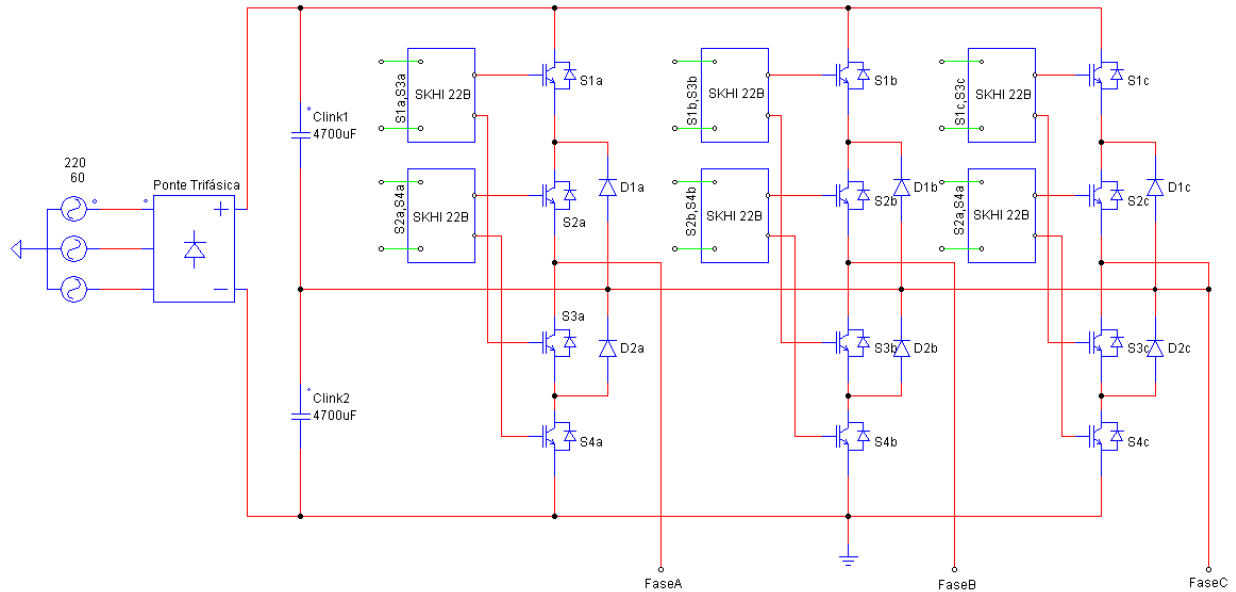 220
60
Ponte Trifásica
+
−
Clink1
4700uF
Clink2
4700uF
S1a,S3a
SKHI 22B
S2a,S4a
SKHI 22B
S1a
S2a
S3a
S4a
D1a
D2a
S1b,S3b
SKHI 22B
S2b,S4b
SKHI 22B
S1b
S2b
S3b
S4b
D1b
D2b
S1c,S3c
SKHI 22B
S2a,S4a
SKHI 22B
S1c
S2c
S3c
S4c
D1c
D2c
FaseA
FaseB
FaseC